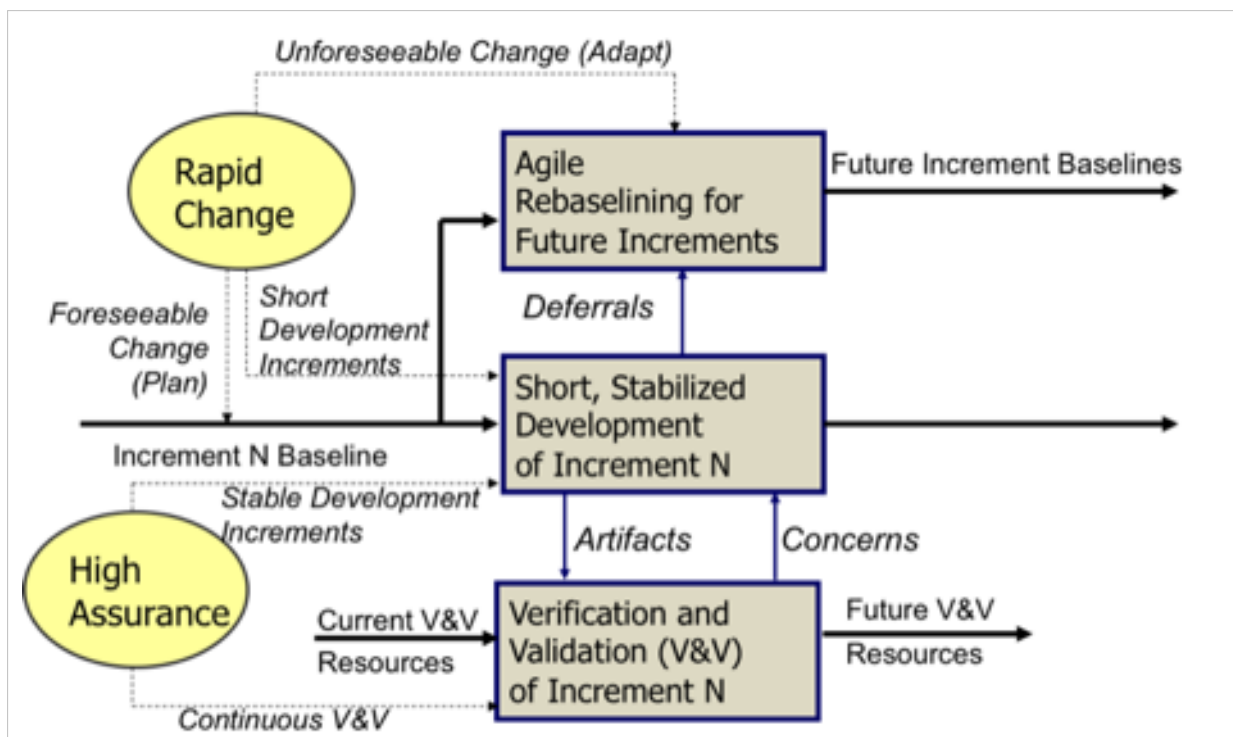 Unforeseeable Change (Adapt)
Rapid
Change
Agile
Rebaselining for
Future Increments
Future Increment Baselines
Short
Development
Increments
Foreseeable
Change
(Plan)
Deferrals
Short, Stabilized
Development
of Increment N
Increment N Baseline
Stable Development
Increments
High
Assurance
Artifacts
Concerns
Current V&V
Resources
Verification and
Validation (V&V)
of Increment N
Future V&V
Resources
Continuous V&V